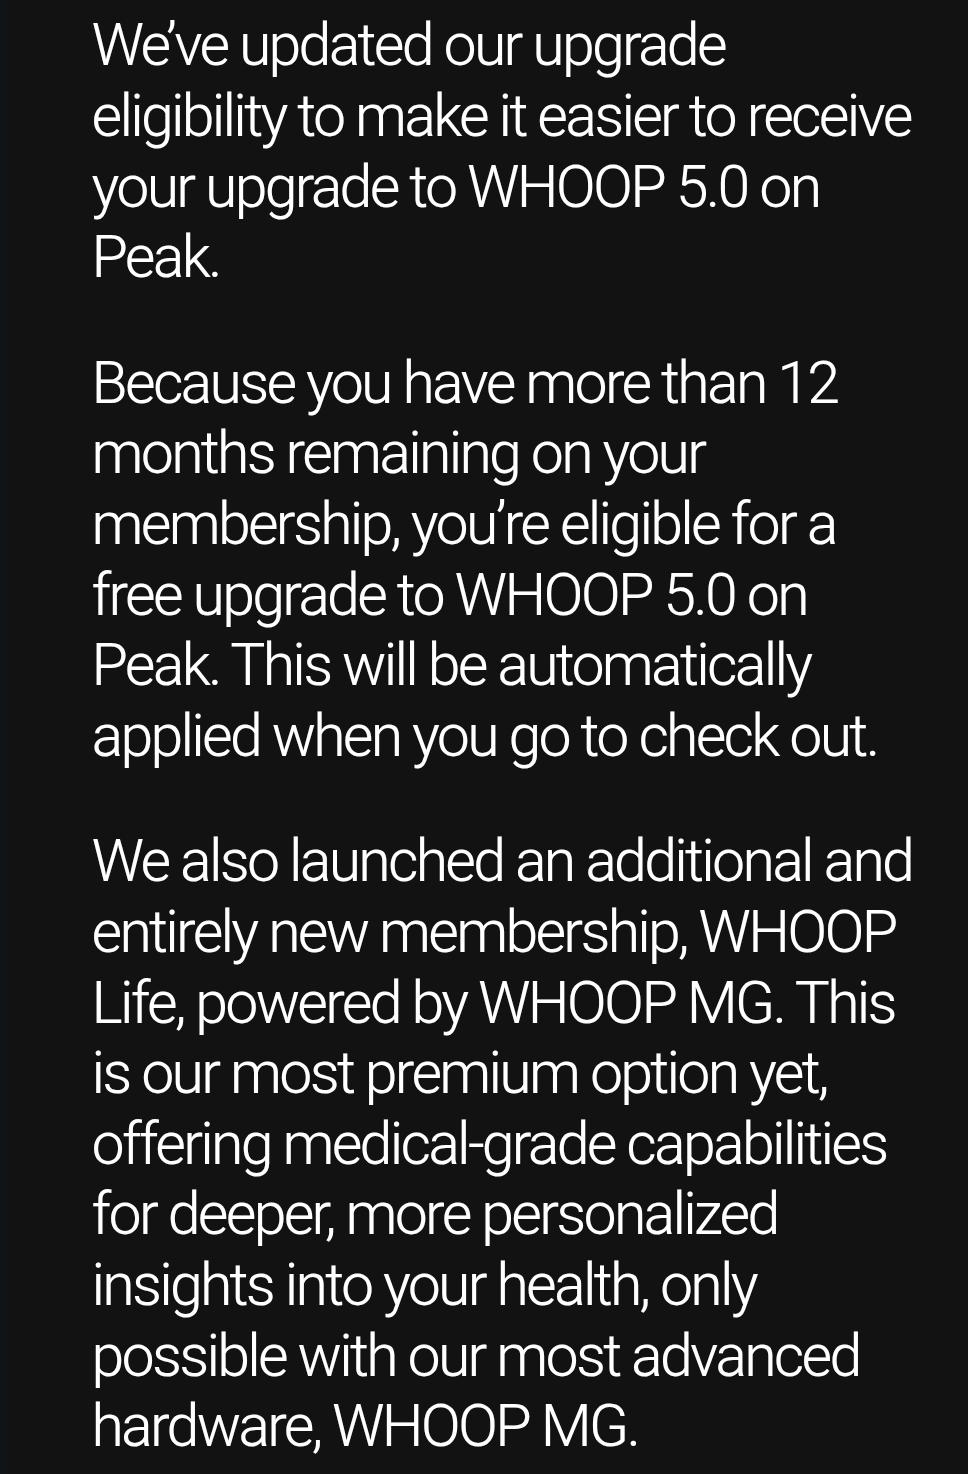 We’ve updated our upgrade
eligibility to make it easier to receive
your upgrade to WHOOP 5.0 on
Peak.
Because you have more than 12
months remaining on your
membership, you’re eligible for a
free upgrade to WHOOP 5.0 on
Peak. This will be automatically
applied when you go to check out.
We also launched an additional and
entirely new membership, WHOOP
Life, powered by WHOOP MG. This
is our most premium option yet,
offering medical-grade capabilities
for deeper, more personalized
insights into your health, only
possible with our most advanced
hardware, WHOOP MG.